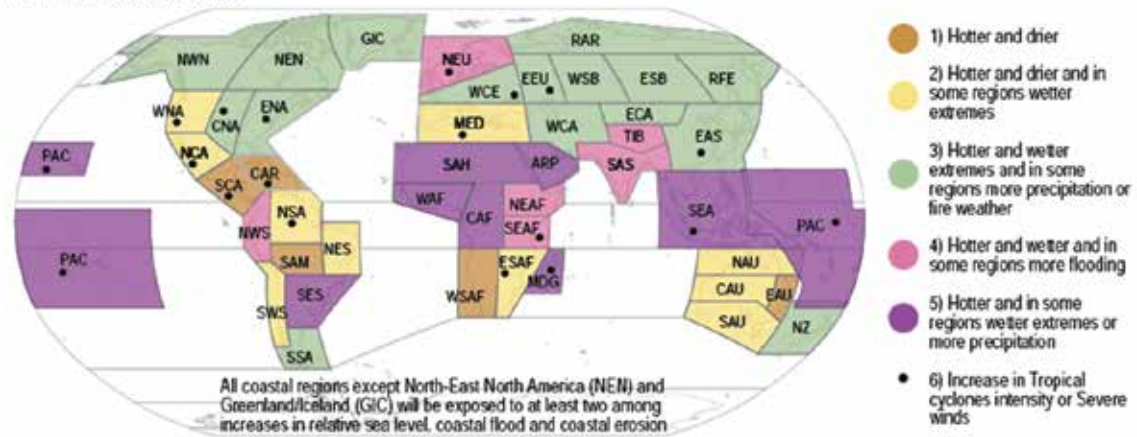 GIC
RAR
NWN
NEN
NEU
EEU
WSB
ESB
RFE
WCE
WNA
CNA
ENA
ECA
MED
WCA
TIB
EAS
NCA
PAC
SAH
ARP
SAS
CAR
SCA
WAF
NEAF
CAF
NSA
SEA
PAC
NWS
SEAF
NES
PAC
SAM
ESAF
NAU
MDG
CAU
EAU
SES
WSAF
SWS
SAU
NZ
SSA
All coastal regions except North-East North America (NEN) and
Greenland/Iceland (GIC) will be exposed to at least two among
increases in relative sea level, coastal flood and coastal erosion
1) Hotter and drier
2) Hotter and drier and in
some regions wetter
extremes
3) Hotter and wetter
extremes and in some
regions more precipitation or
fire weather
4) Hotter and wetter and in
some regions more flooding
5) Hotter and in some
regions wetter extremes or
more precipitation
6) Increase in Tropical
cyclones intensity or Severe
winds